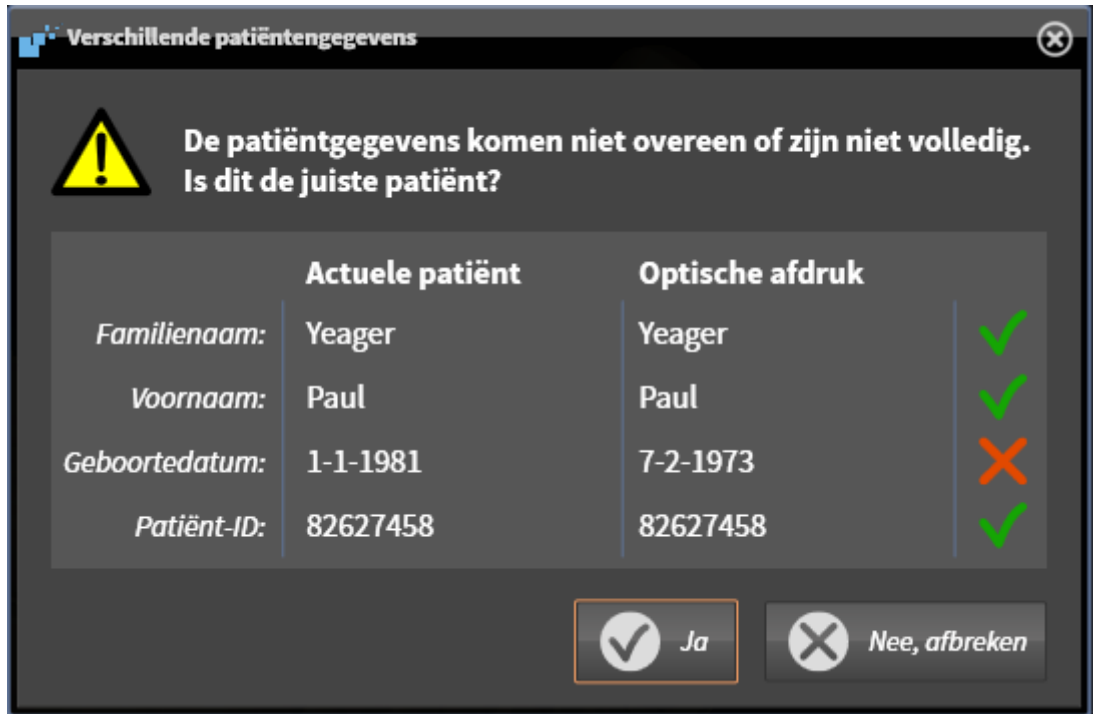 Verschillende patiëntengegevens
De patiëntgegevens komen niet overeen of zijn niet volledig.
Is dit de juiste patiënt?
Actuele patiënt Optische afdruk
Familienaam: Yeager Yeager
Voornaam: Paul Paul
Geboortedatum: 1-1-1981 7-2-1973
Patiënt-ID: 82627458 82627458
Ja Nee, afbreken